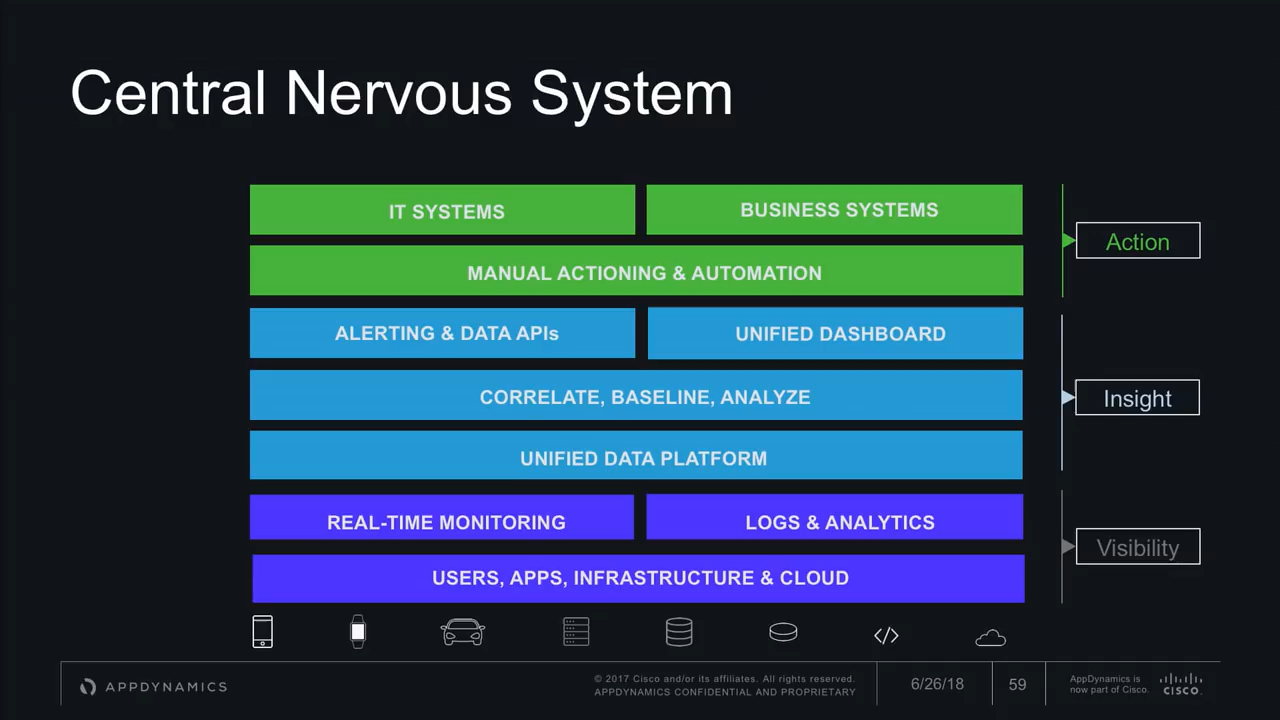 Central Nervous System
IT SYSTEMS
BUSINESS SYSTEMS
MANUAL ACTIONING & AUTOMATION
Action
ALERTING & DATA APIs
UNIFIED DASHBOARD
CORRELATE, BASELINE, ANALYZE
Insight
UNIFIED DATA PLATFORM
REAL-TIME MONITORING
LOGS & ANALYTICS
Visibility
USERS, APPS, INFRASTRUCTURE & CLOUD
</>
APPDYNAMICS
© 2017 Cisco and/or its affiliates. All rights reserved.
APPDYNAMICS CONFIDENTIAL AND PROPRIETARY
6/26/18
59
AppDynamics is
now part of Cisco.
CISCO.